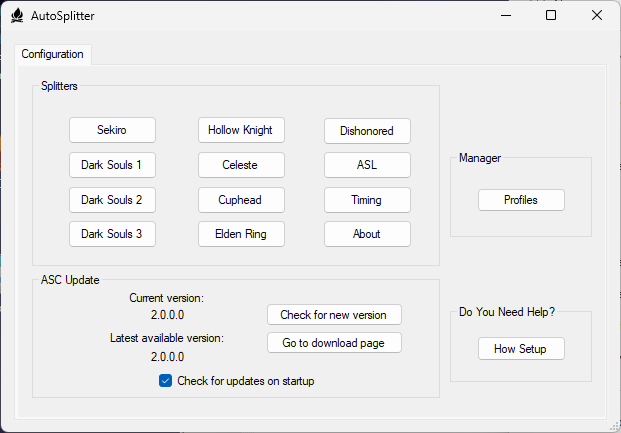 AutoSplitter
Configuration
Splitters
Sekiro
Hollow Knight
Dishonored
Dark Souls 1
Celeste
ASL
Dark Souls 2
Cuphead
Timing
Dark Souls 3
Elden Ring
About
Manager
Profiles
ASC Update
Current version:
2.0.0.0
Check for new version
Latest available version:
2.0.0.0
Go to download page
Check for updates on startup
Do You Need Help?
How Setup